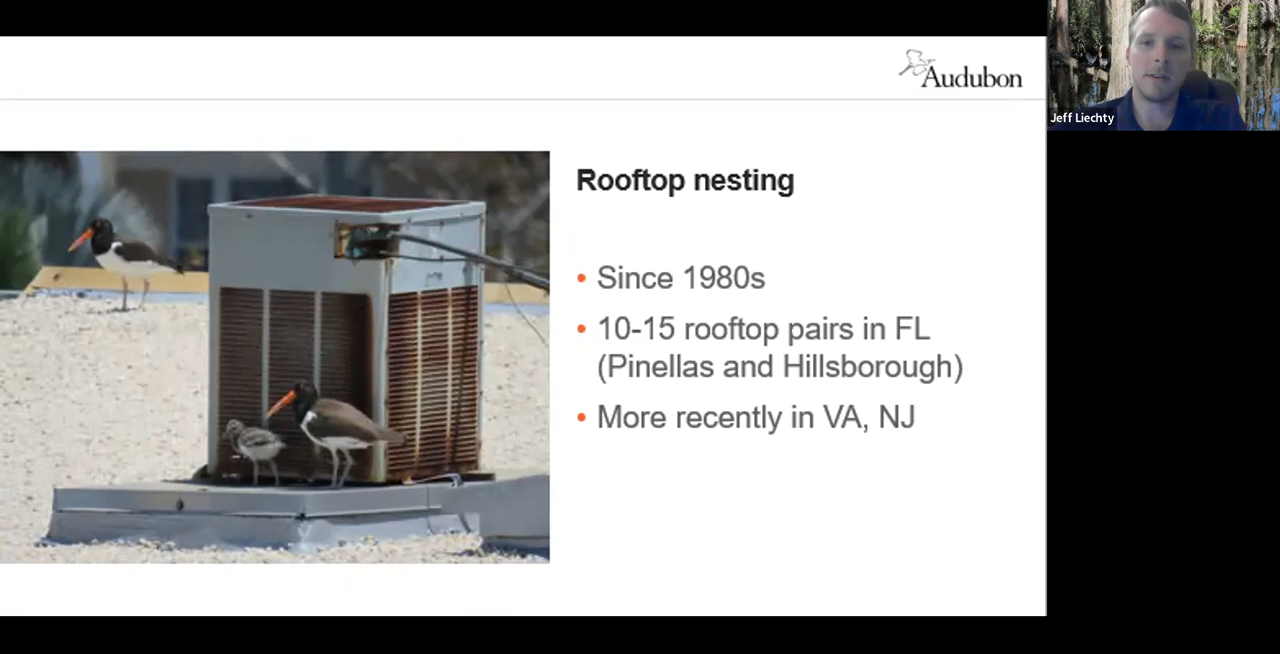 Audubon
Jeff Liechty
Rooftop nesting
• Since 1980s
• 10-15 rooftop pairs in FL
(Pinellas and Hillsborough)
• More recently in VA, NJ